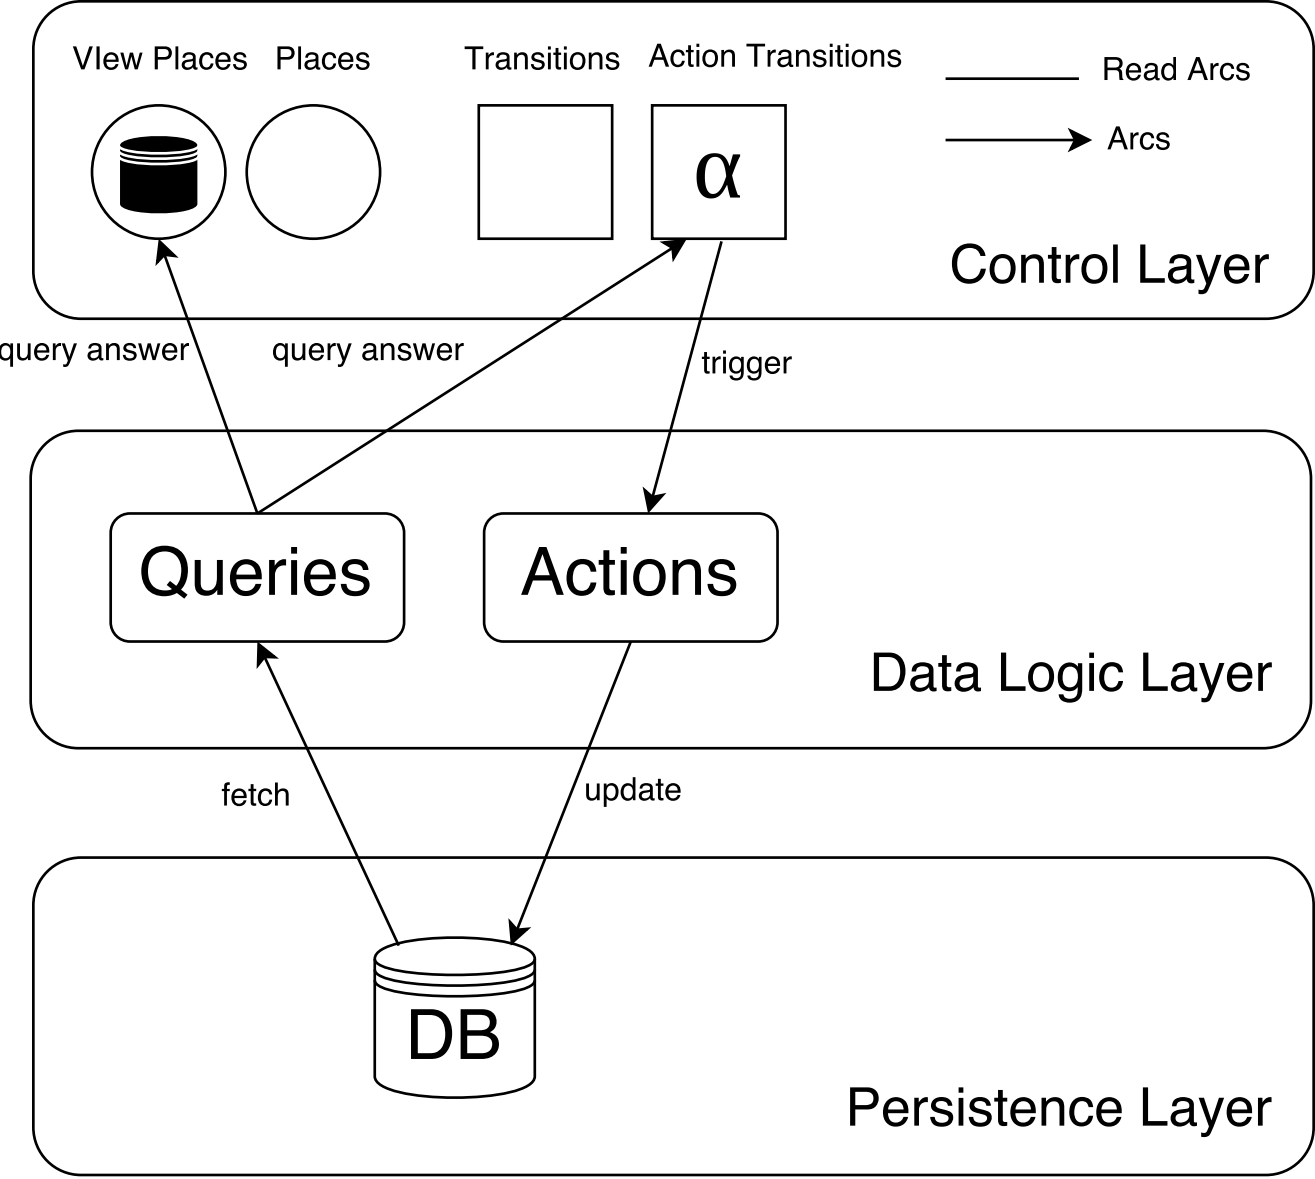 VIew Places
Places
Transitions
Action Transitions
Read Arcs
Arcs
α
Control Layer
query answer
query answer
trigger
Queries
Actions
Data Logic Layer
fetch
update
DB
Persistence Layer